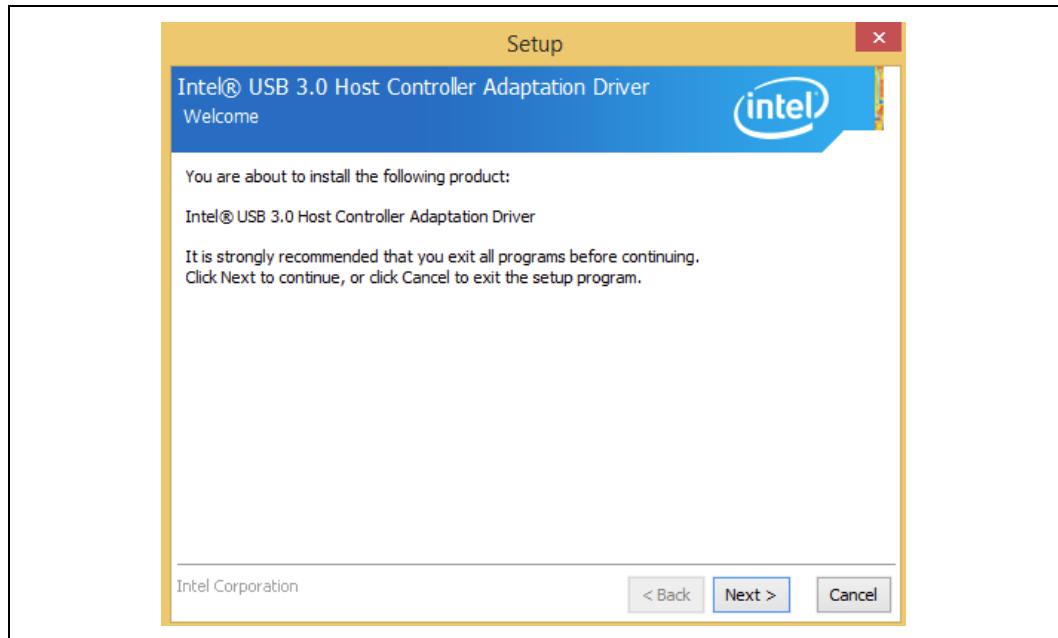 Setup
Intel® USB 3.0 Host Controller Adaptation Driver
Welcome
intel
You are about to install the following product:
Intel® USB 3.0 Host Controller Adaptation Driver
It is strongly recommended that you exit all programs before continuing.
Click Next to continue, or click Cancel to exit the setup program.
Intel Corporation
< Back Next > Cancel